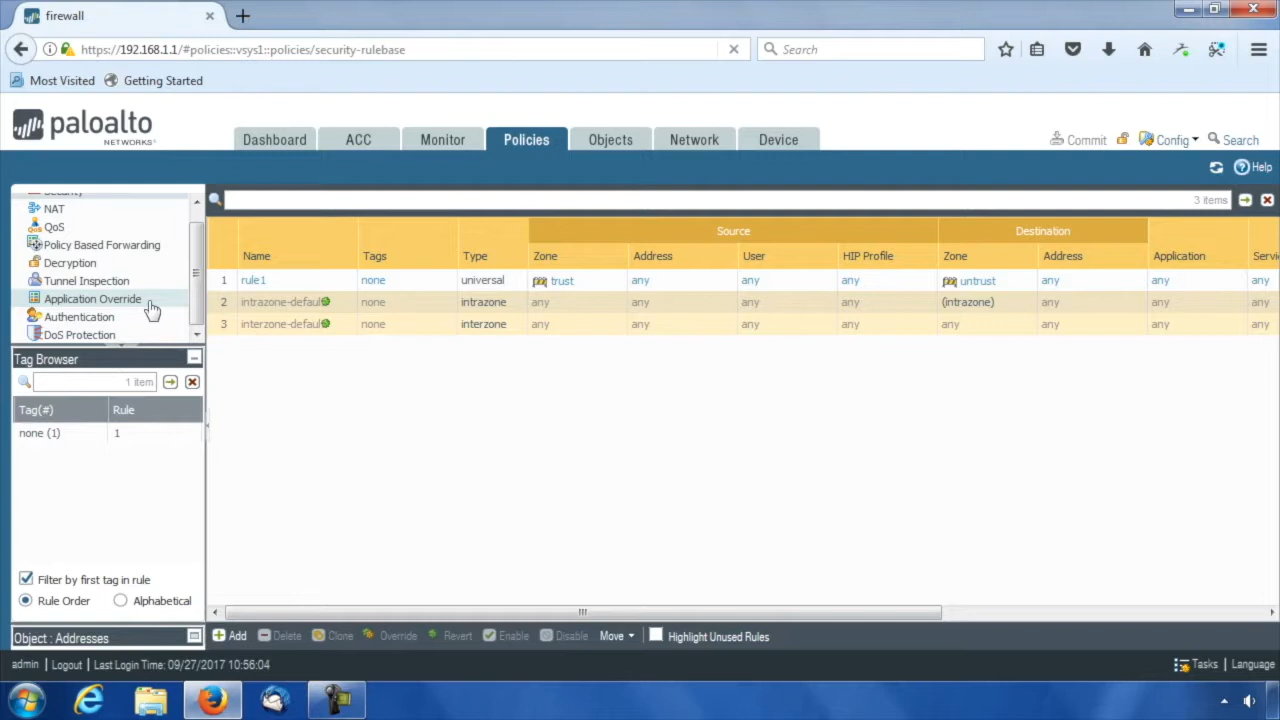 firewall
https://192.168.1.1/#policies::vsys1::policies/security-rulebase
Search
Most Visited Getting Started
paloalto
NETWORKS
Dashboard ACC Monitor Policies Objects Network Device
Commit Config Search
Help
Security
NAT
QoS
Policy Based Forwarding
Decryption
Tunnel Inspection
Application Override
Authentication
DoS Protection
3 items
Source Destination
Name Tags Type Zone Address User HIP Profile Zone Address Application Servi
1 rule1 none universal trust any any any untrust any any any
2 intrazone-defaul none intrazone any any any any (intrazone) any any any
3 interzone-defaul none interzone any any any any any any any any
Tag Browser
1 item
Tag(#) Rule
none (1) 1
Filter by first tag in rule
Rule Order Alphabetical
Object : Addresses
Add Delete Clone Override Revert Enable Disable Move Highlight Unused Rules
admin | Logout | Last Login Time: 09/27/2017 10:56:04
Tasks | Language